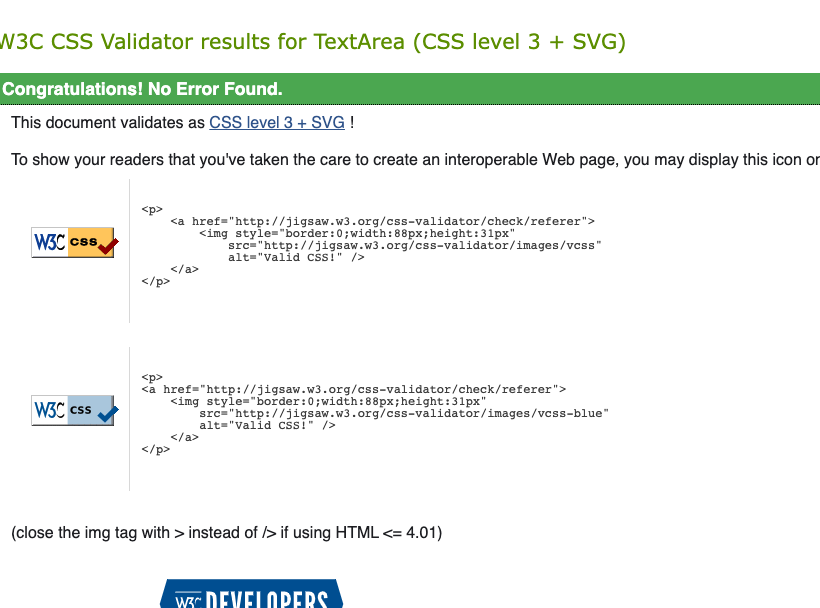 W3C CSS Validator results for TextArea (CSS level 3 + SVG)
Congratulations! No Error Found.
This document validates as CSS level 3 + SVG !
To show your readers that you've taken the care to create an interoperable Web page, you may display this icon on
W3C css
<p>
<a href="http://jigsaw.w3.org/css-validator/check/referer">
<img style="border:0;width:88px;height:31px"
src="http://jigsaw.w3.org/css-validator/images/vcss"
alt="Valid CSS!" />
</a>
</p>
W3C css
<p>
<a href="http://jigsaw.w3.org/css-validator/check/referer">
<img style="border:0;width:88px;height:31px"
src="http://jigsaw.w3.org/css-validator/images/vcss-blue"
alt="Valid CSS!" />
</a>
</p>
(close the img tag with > instead of /> if using HTML <= 4.01)
W3C DEVELOPERS